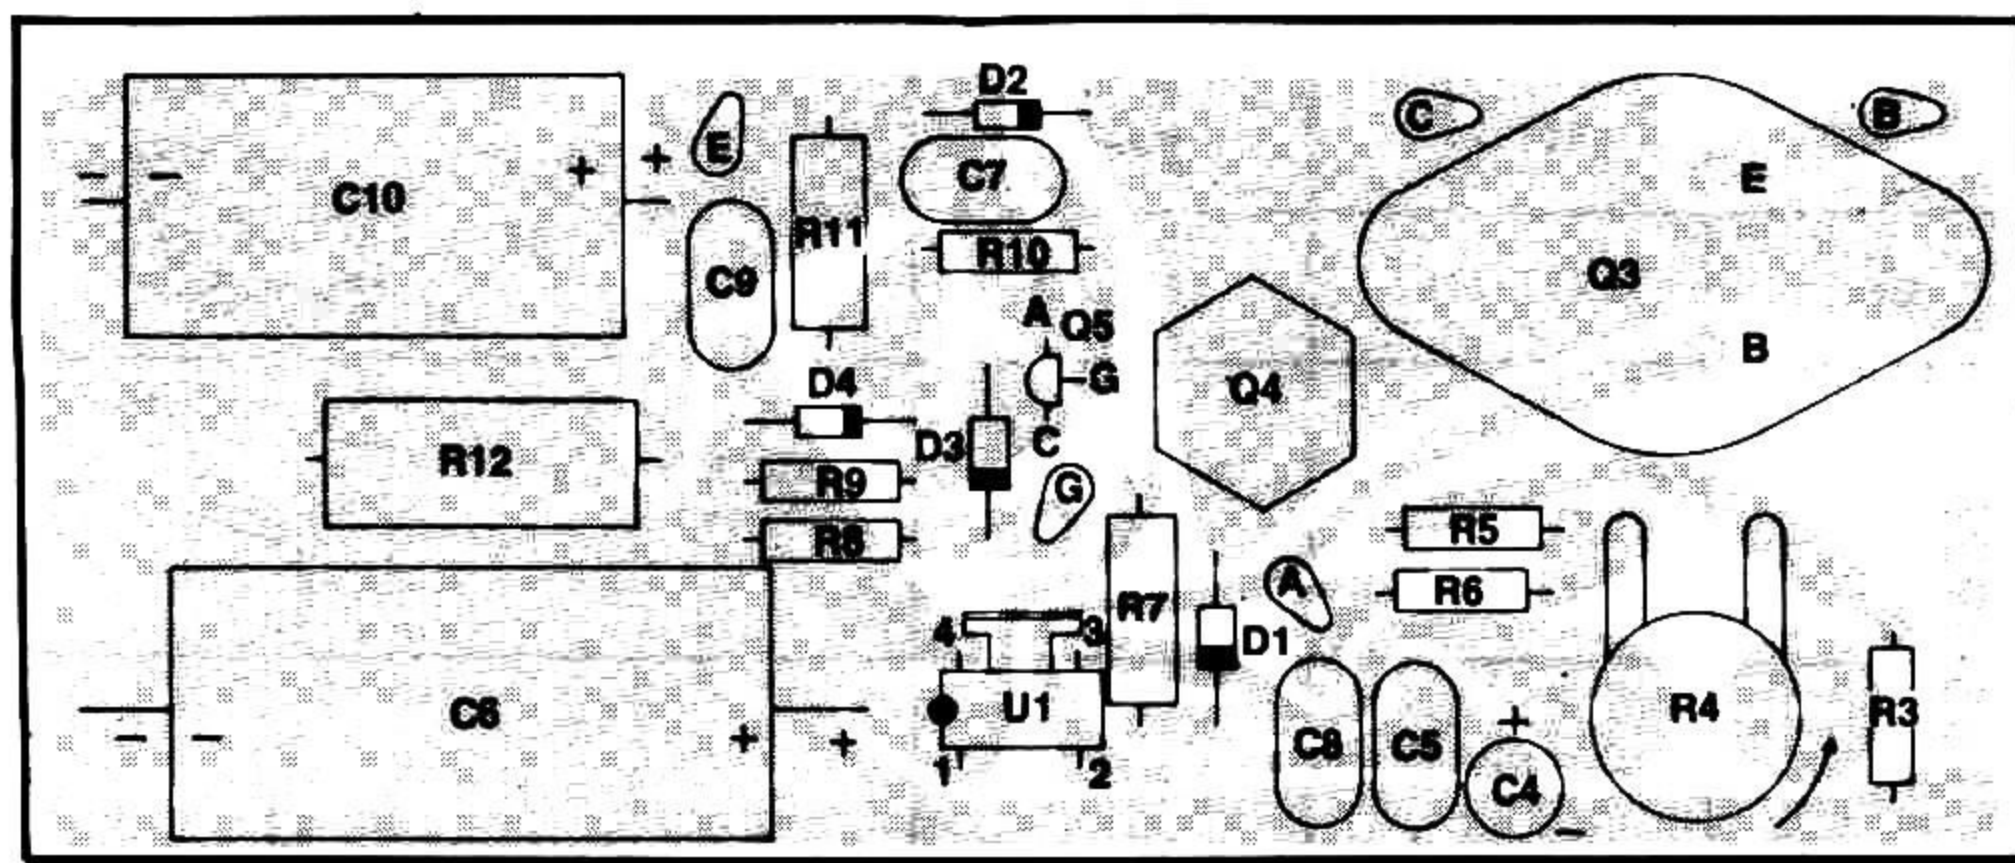 D2
C
B
E
- - C10 + +
C7
E
R11
R10
C9
Q3
A Q5
B
D4
G
Q4
D3
C
R12
R9
G
R8
R5
A
R6
R7
4 3
D1
C6
U1
R4
R3
- - + +
C8
C5
+
C4
1 2
-